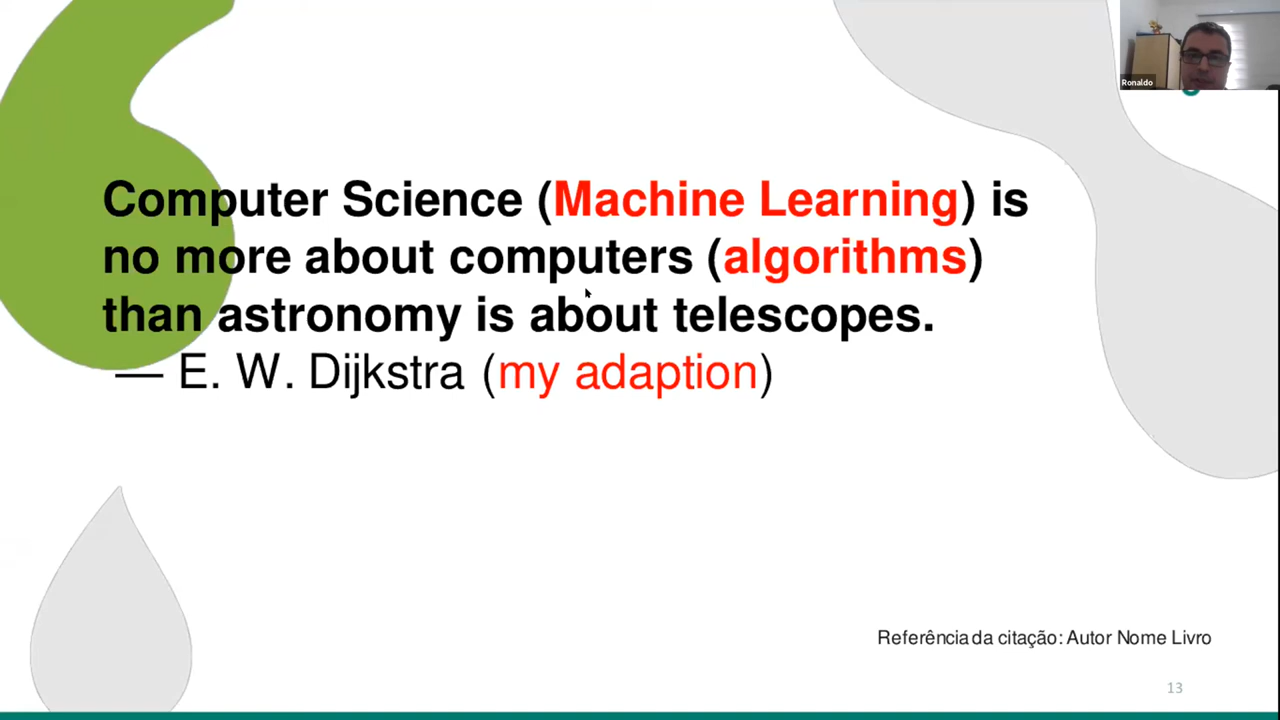 Ronaldo
Computer Science (Machine Learning) is
no more about computers (algorithms)
than astronomy is about telescopes.
— E. W. Dijkstra (my adaption)
Referência da citação: Autor Nome Livro
13